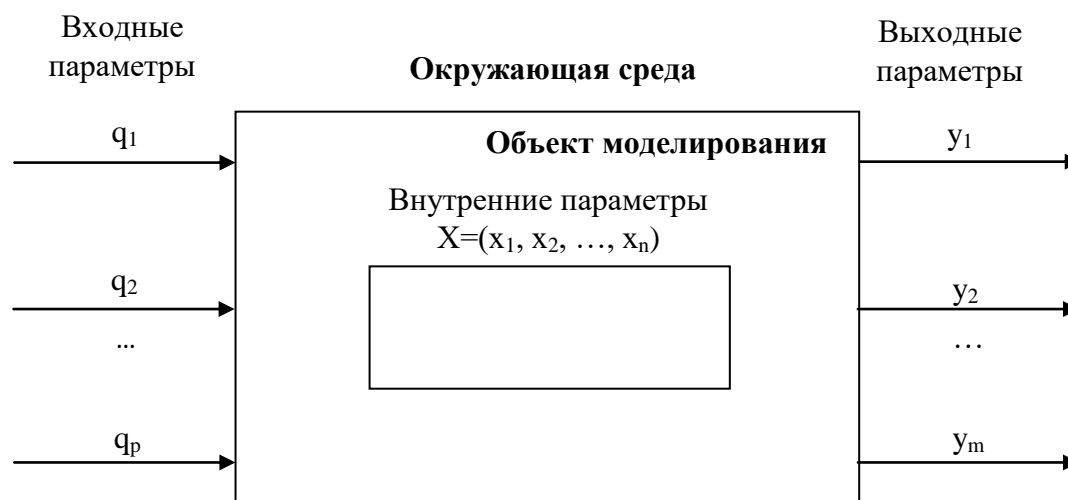 Входные
параметры
Окружающая среда
Выходные
параметры
q₁
Объект моделирования
y₁
Внутренние параметры
X=(x₁, x₂, …, xₙ)
q₂
y₂
...
…
qₚ
yₘ